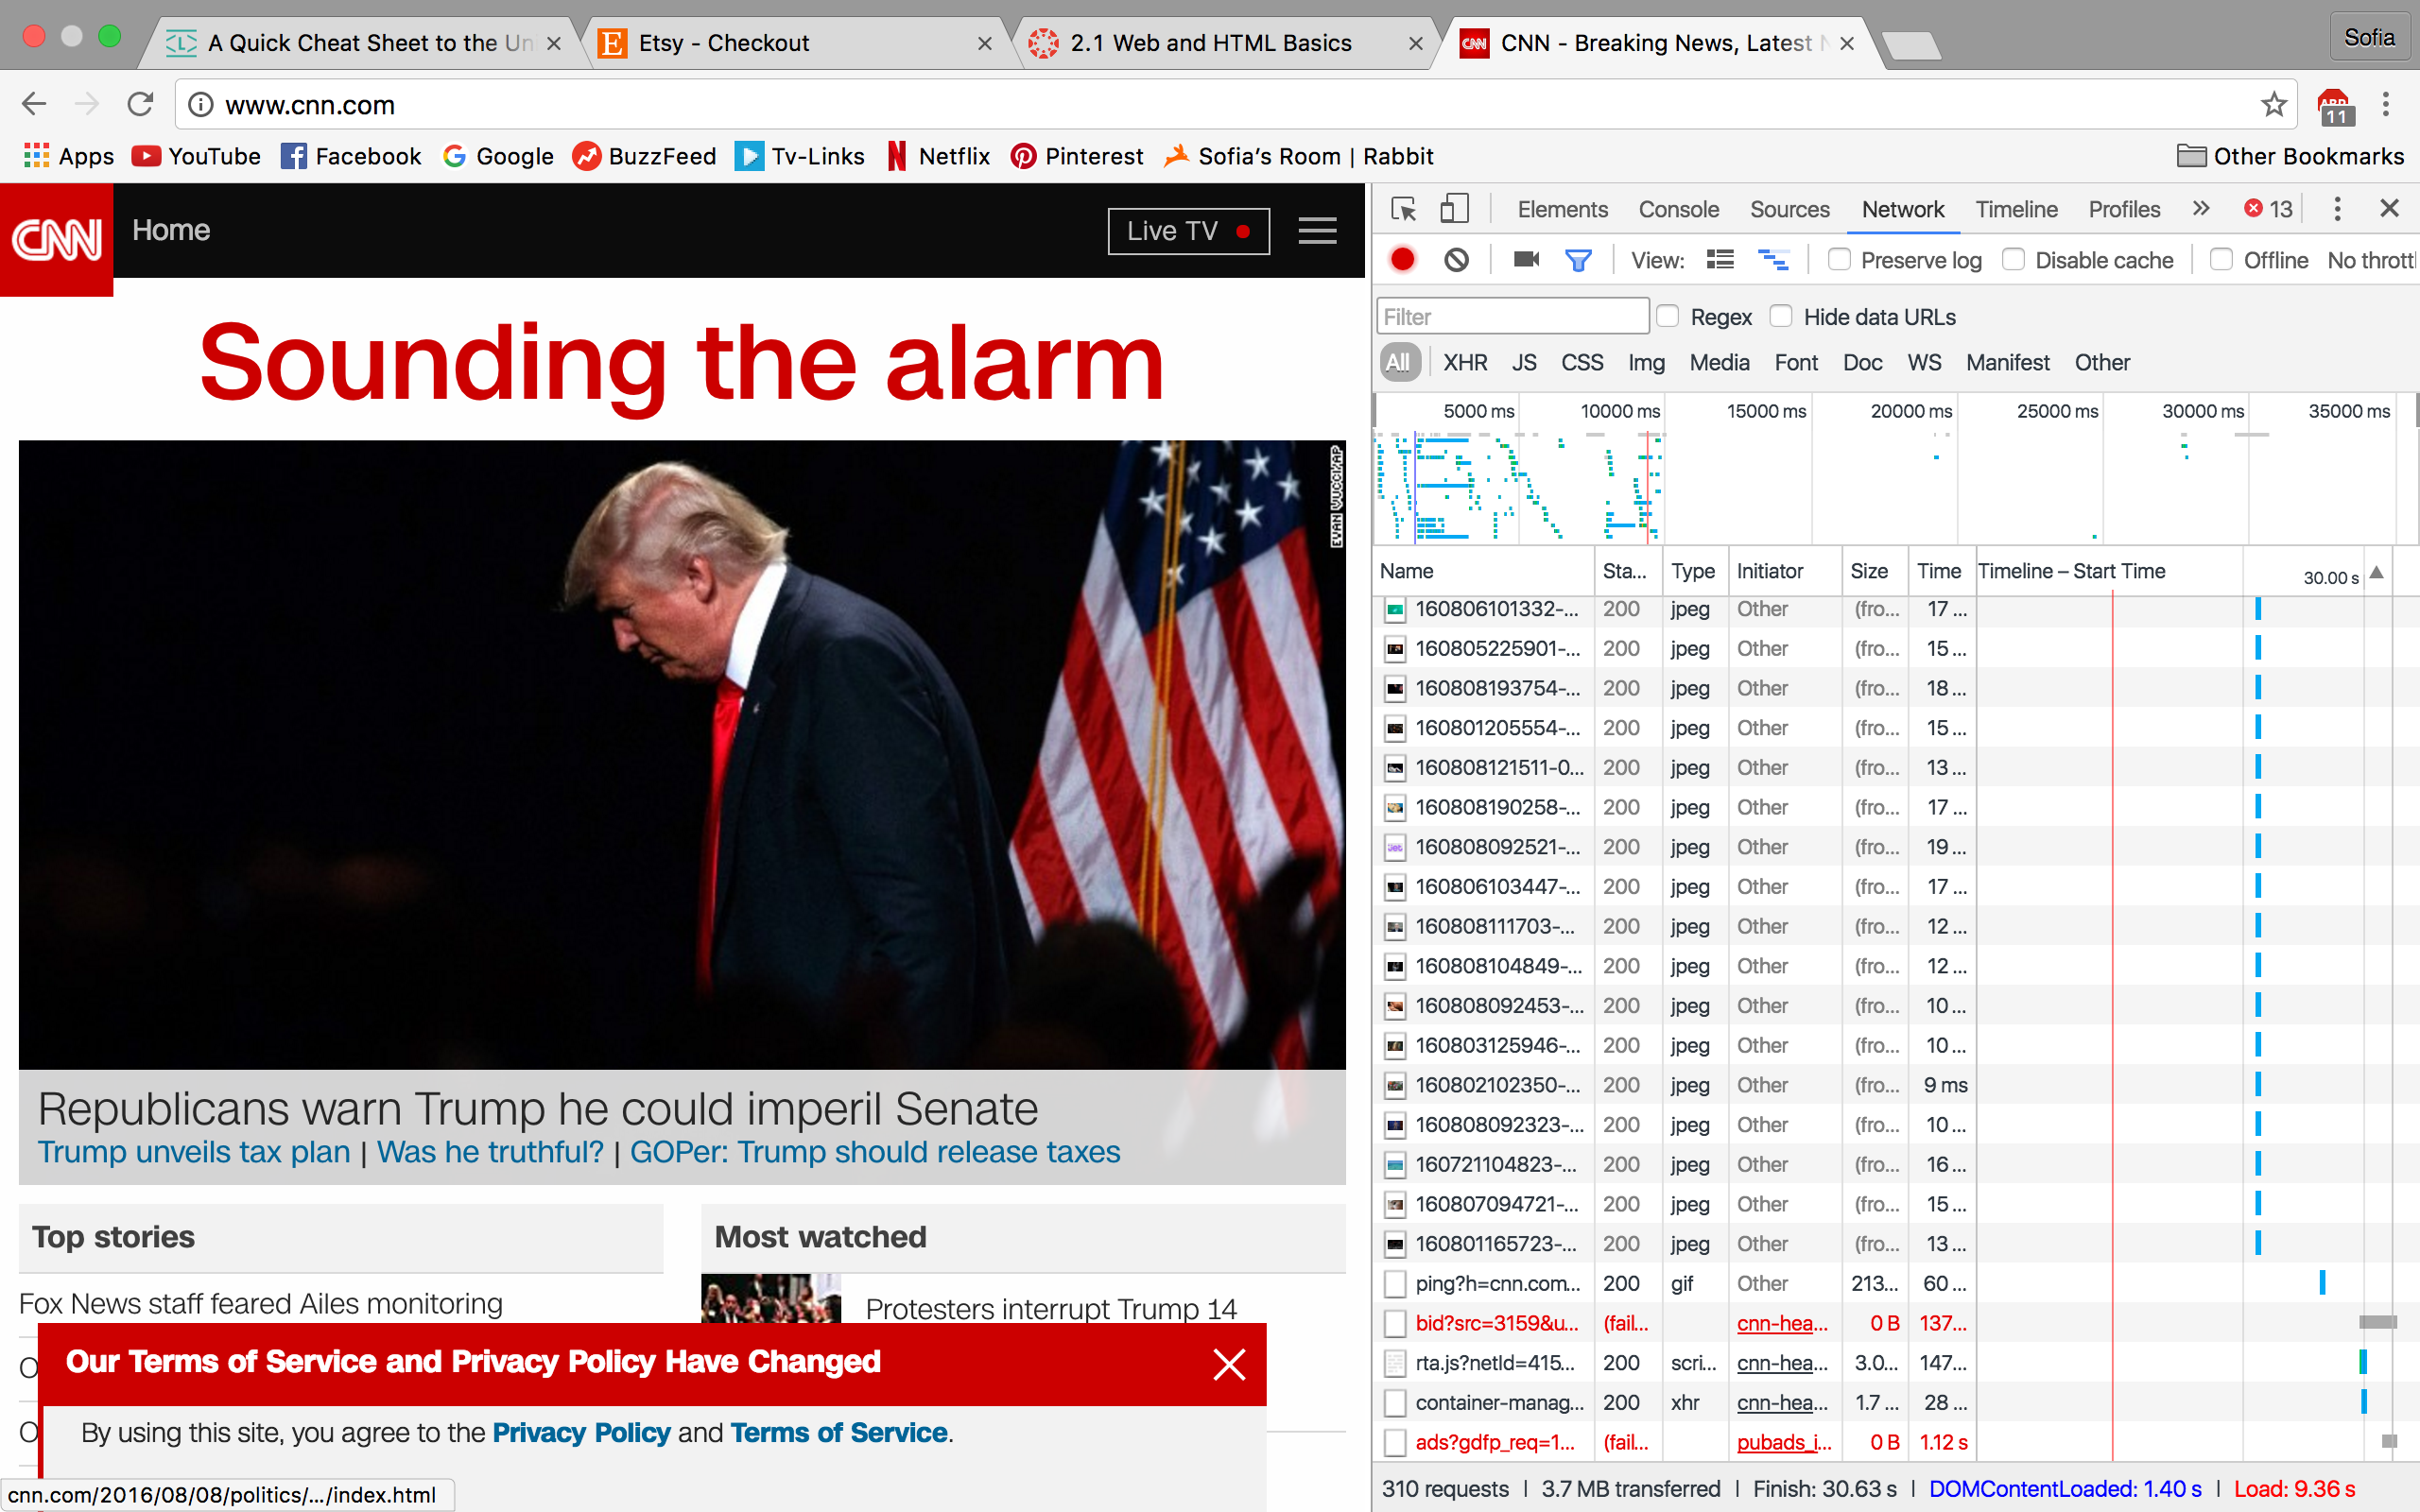 A Quick Cheat Sheet to the Uni
Etsy - Checkout
2.1 Web and HTML Basics
CNN - Breaking News, Latest N
Sofia
www.cnn.com
ABP
11
Apps
YouTube
Facebook
Google
BuzzFeed
Tv-Links
Netflix
Pinterest
Sofia's Room | Rabbit
Other Bookmarks
CNN
Home
Live TV
Sounding the alarm
EVAN VUCCI/AP
Republicans warn Trump he could imperil Senate
Trump unveils tax plan | Was he truthful? | GOPer: Trump should release taxes
Top stories
Fox News staff feared Ailes monitoring
O
O
Most watched
Protesters interrupt Trump 14
Our Terms of Service and Privacy Policy Have Changed
By using this site, you agree to the Privacy Policy and Terms of Service.
cnn.com/2016/08/08/politics/.../index.html
Elements Console Sources Network Timeline Profiles » 13
View: Preserve log Disable cache Offline No thrott
Filter Regex Hide data URLs
All XHR JS CSS Img Media Font Doc WS Manifest Other
5000 ms 10000 ms 15000 ms 20000 ms 25000 ms 30000 ms 35000 ms
Name Sta... Type Initiator Size Time Timeline – Start Time 30.00 s
160806101332-... 200 jpeg Other (fro... 17 ...
160805225901-... 200 jpeg Other (fro... 15 ...
160808193754-... 200 jpeg Other (fro... 18 ...
160801205554-... 200 jpeg Other (fro... 15 ...
160808121511-0... 200 jpeg Other (fro... 13 ...
160808190258-... 200 jpeg Other (fro... 17 ...
160808092521-... 200 jpeg Other (fro... 19 ...
160806103447-... 200 jpeg Other (fro... 17 ...
160808111703-... 200 jpeg Other (fro... 12 ...
160808104849-... 200 jpeg Other (fro... 12 ...
160808092453-... 200 jpeg Other (fro... 10 ...
160803125946-... 200 jpeg Other (fro... 10 ...
160802102350-... 200 jpeg Other (fro... 9 ms
160808092323-... 200 jpeg Other (fro... 10 ...
160721104823-... 200 jpeg Other (fro... 16 ...
160807094721-... 200 jpeg Other (fro... 15 ...
160801165723-... 200 jpeg Other (fro... 13 ...
ping?h=cnn.com... 200 gif Other 213... 60 ...
bid?src=3159&u... (fail... cnn-hea... 0 B 137...
rta.js?netId=415... 200 scri... cnn-hea... 3.0... 147...
container-manag... 200 xhr cnn-hea... 1.7 ... 28 ...
ads?gdfp_req=1... (fail... pubads_i... 0 B 1.12 s
310 requests | 3.7 MB transferred | Finish: 30.63 s | DOMContentLoaded: 1.40 s | Load: 9.36 s